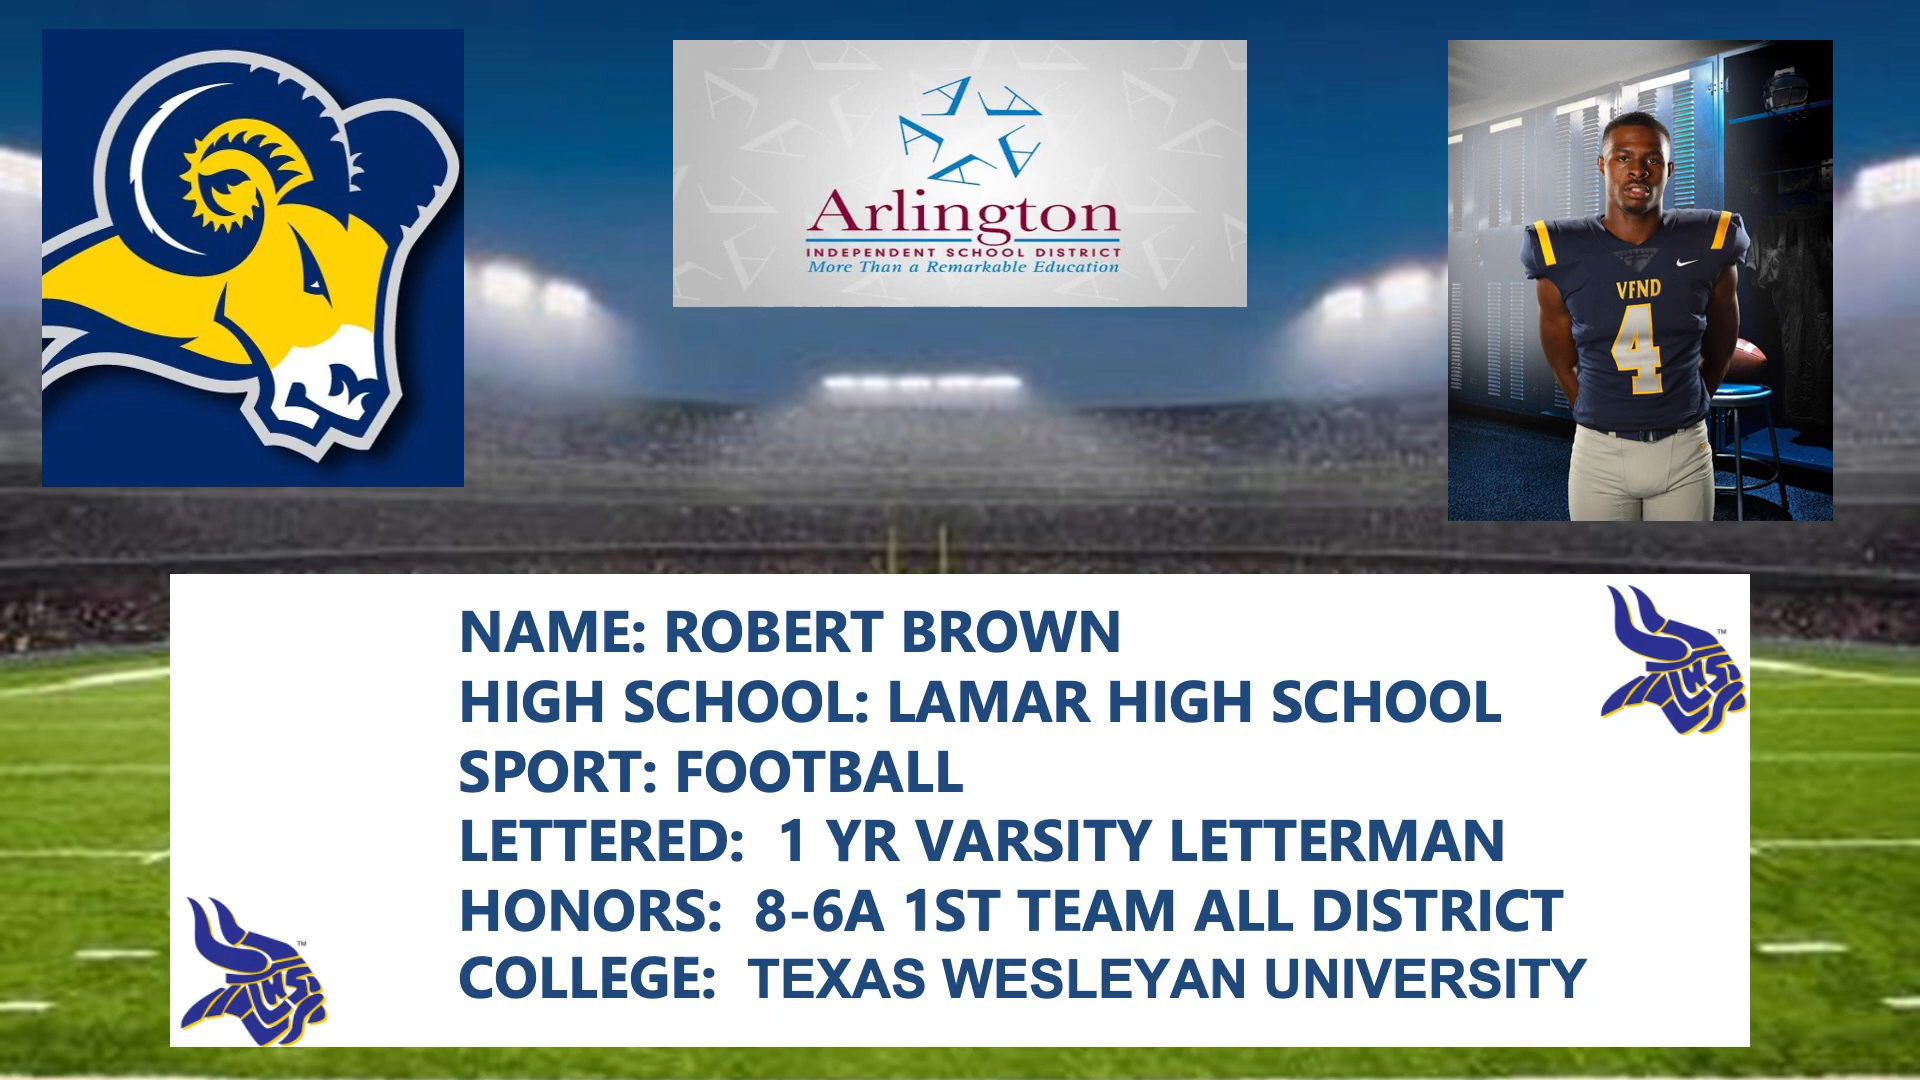 Arlington
INDEPENDENT SCHOOL DISTRICT
More Than a Remarkable Education
VFND
4
NAME: ROBERT BROWN
HIGH SCHOOL: LAMAR HIGH SCHOOL
SPORT: FOOTBALL
LETTERED: 1 YR VARSITY LETTERMAN
HONORS: 8-6A 1ST TEAM ALL DISTRICT
COLLEGE: TEXAS WESLEYAN UNIVERSITY
LHS
TM
LHS
TM